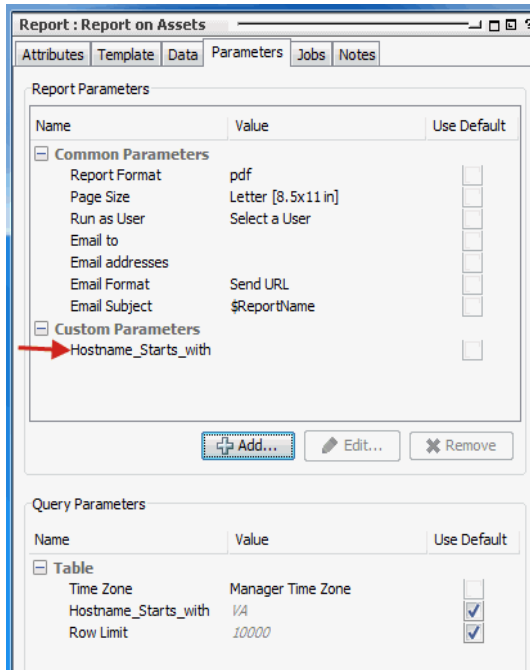 Report : Report on Assets
Attributes Template Data Parameters Jobs Notes
Report Parameters
Name Value Use Default
Common Parameters
Report Format pdf
Page Size Letter [8.5x11 in]
Run as User Select a User
Email to
Email addresses
Email Format Send URL
Email Subject $ReportName
Custom Parameters
Hostname_Starts_with
Add... Edit... Remove
Query Parameters
Name Value Use Default
Table
Time Zone Manager Time Zone
Hostname_Starts_with VA
Row Limit 10000